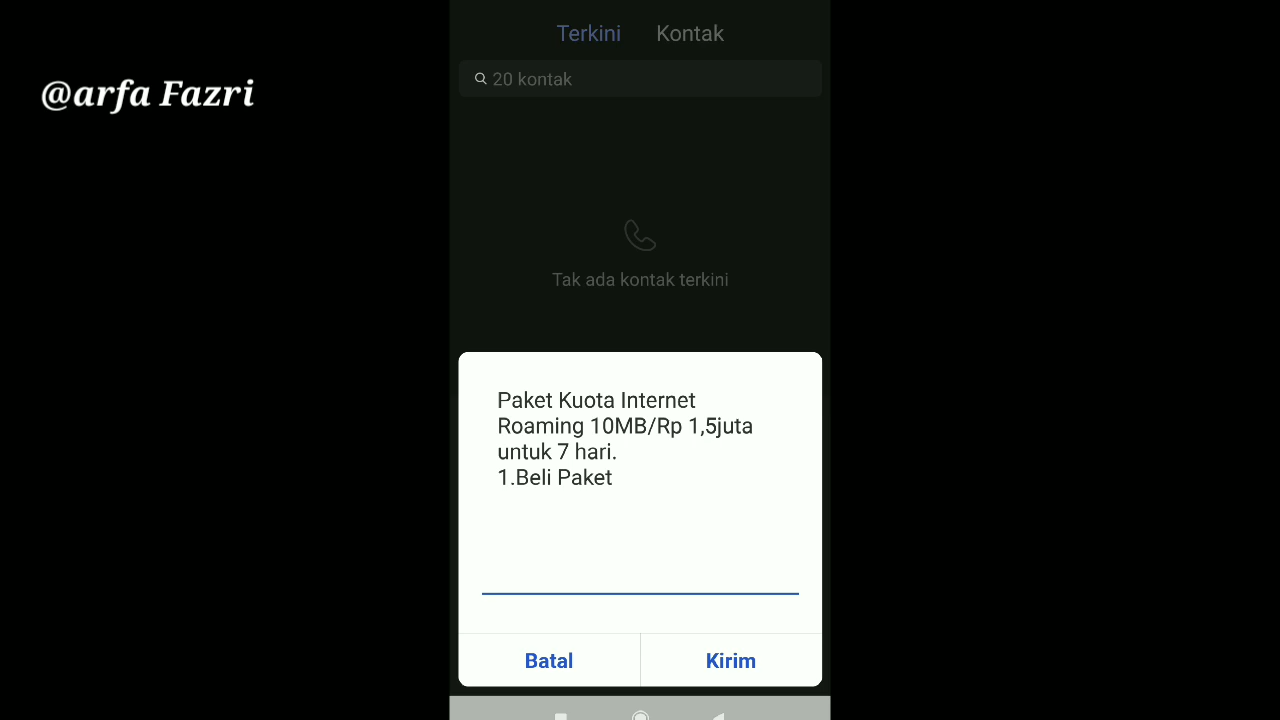 @arfa Fazri
Terkini Kontak
20 kontak
Tak ada kontak terkini
Paket Kuota Internet
Roaming 10MB/Rp 1,5juta
untuk 7 hari.
1.Beli Paket
Batal Kirim